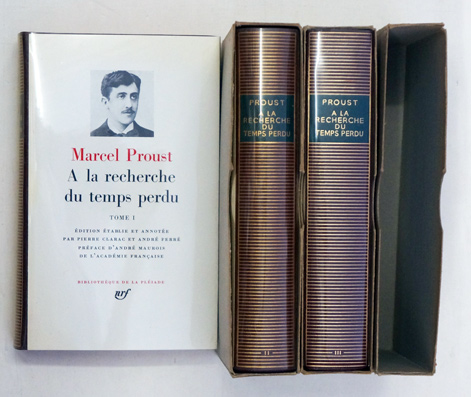 Marcel Proust
A la recherche
du temps perdu
TOME I
ÉDITION ÉTABLIE ET ANNOTÉE
PAR PIERRE CLARAC ET ANDRÉ FERRÉ
PRÉFACE D'ANDRÉ MAUROIS
DE L'ACADÉMIE FRANÇAISE
BIBLIOTHÈQUE DE LA PLÉIADE
nrf
PROUST
A LA
RECHERCHE
DU
TEMPS PERDU
II
PROUST
A LA
RECHERCHE
DU
TEMPS PERDU
III